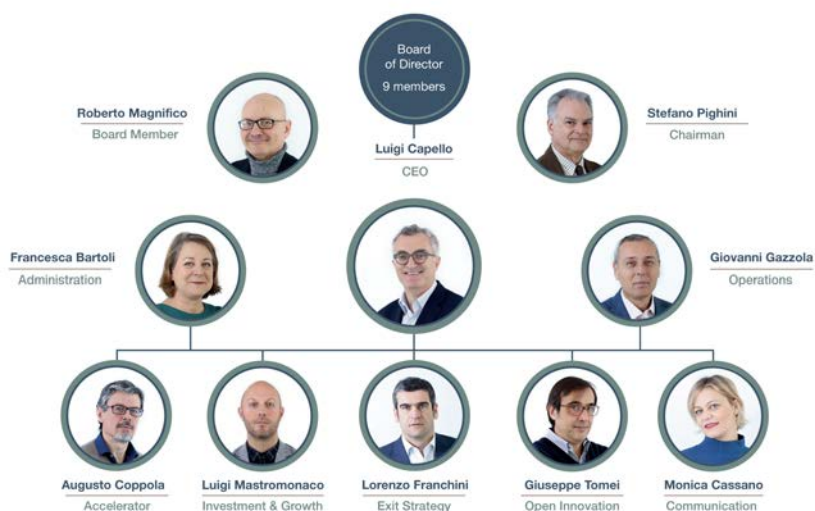 Board
of Director
9 members
Roberto Magnifico
Board Member
Luigi Capello
CEO
Stefano Pighini
Chairman
Francesca Bartoli
Administration
Giovanni Gazzola
Operations
Augusto Coppola
Accelerator
Luigi Mastromonaco
Investment & Growth
Lorenzo Franchini
Exit Strategy
Giuseppe Tomei
Open Innovation
Monica Cassano
Communication